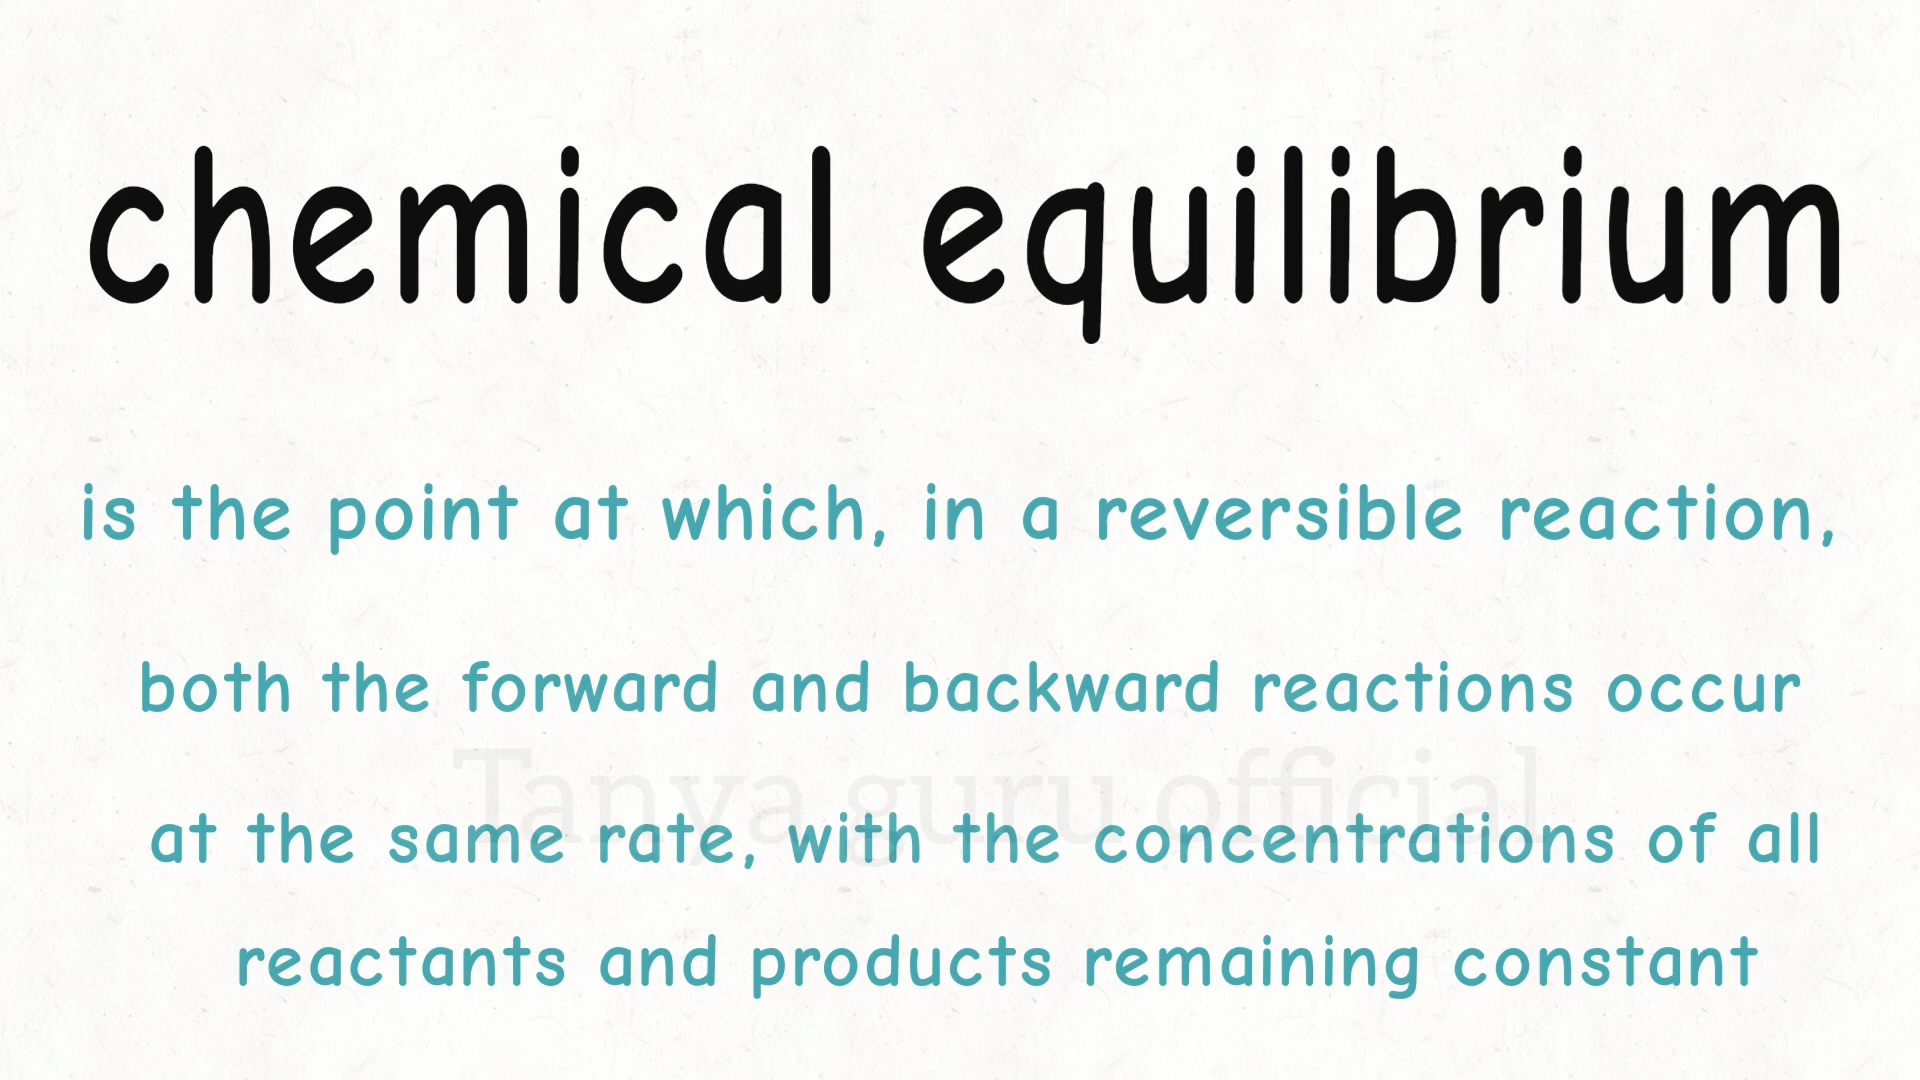 chemical equilibrium
is the point at which, in a reversible reaction,
both the forward and backward reactions occur
Tanya guru official
at the same rate, with the concentrations of all
reactants and products remaining constant